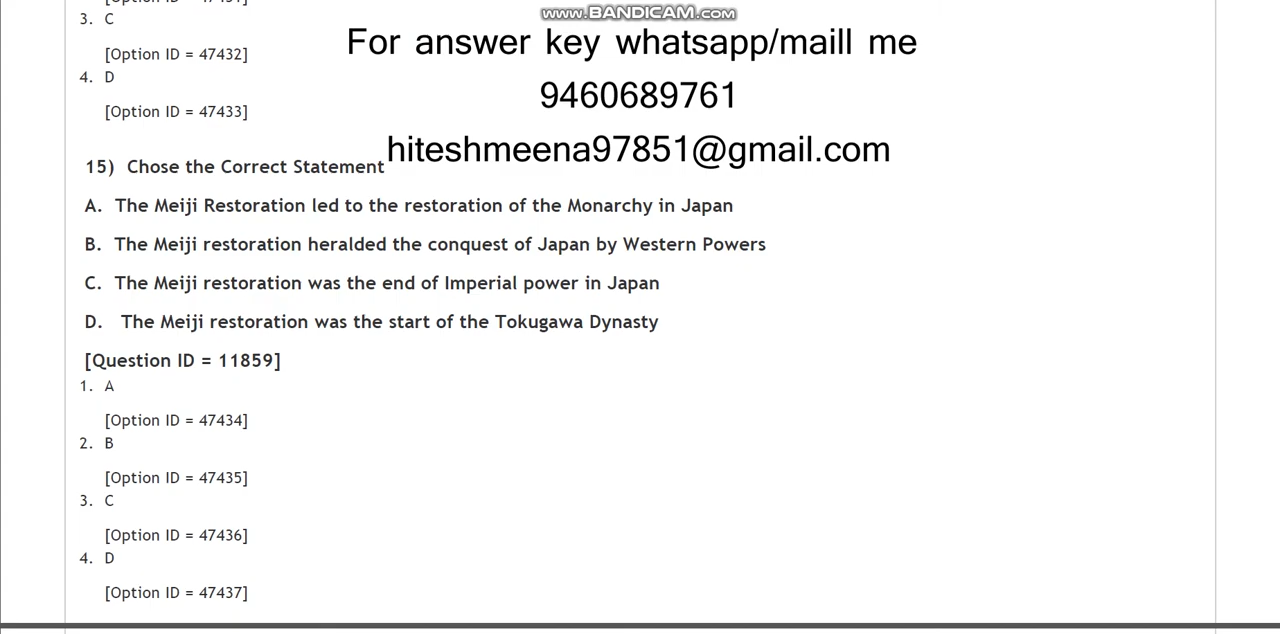 www.BANDICAM.com
3. C
[Option ID = 47432]
4. D
[Option ID = 47433]
For answer key whatsapp/maill me
9460689761
hiteshmeena97851@gmail.com
15) Chose the Correct Statement
A. The Meiji Restoration led to the restoration of the Monarchy in Japan
B. The Meiji restoration heralded the conquest of Japan by Western Powers
C. The Meiji restoration was the end of Imperial power in Japan
D. The Meiji restoration was the start of the Tokugawa Dynasty
[Question ID = 11859]
1. A
[Option ID = 47434]
2. B
[Option ID = 47435]
3. C
[Option ID = 47436]
4. D
[Option ID = 47437]